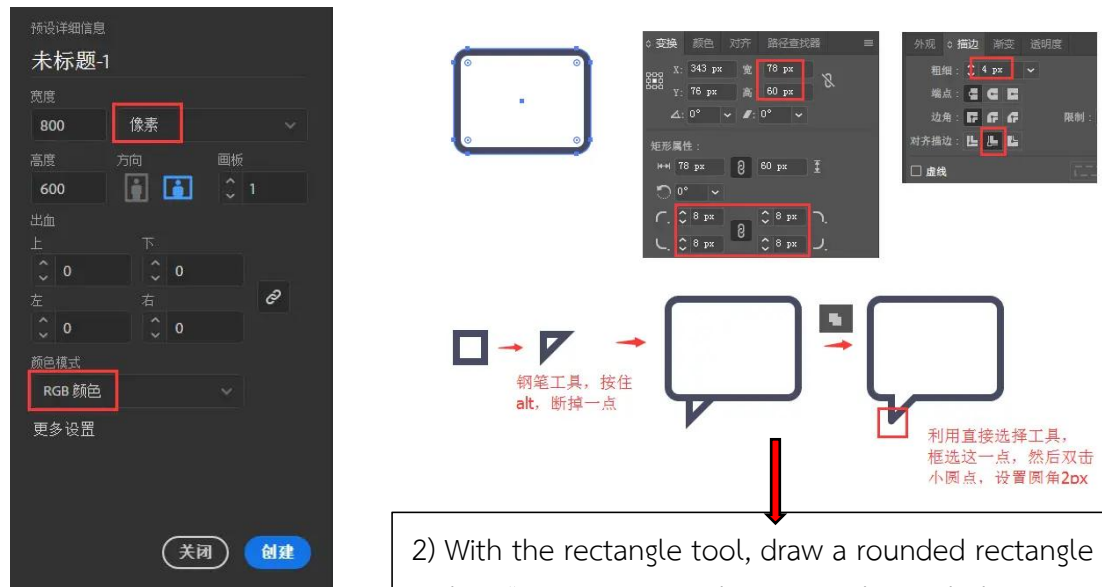 预设详细信息
未标题-1
宽度
800 像素
高度 方向 画板
600 1
出血
上 下
0 0
左 右
0 0
颜色模式
RGB 颜色
更多设置
关闭 创建
变换 颜色 对齐 路径查找器
X: 343 px 宽 78 px
Y: 76 px 高 60 px
0° 0°
矩形属性:
78 px 60 px
0°
8 px 8 px
8 px 8 px
外观 描边 渐变 透明度
粗细: 4 px
端点:
边角: 限制:
对齐描边:
虚线
钢笔工具，按住
alt，断掉一点
利用直接选择工具，
框选这一点，然后双击
小圆点，设置圆角2px
2) With the rectangle tool, draw a rounded rectangle